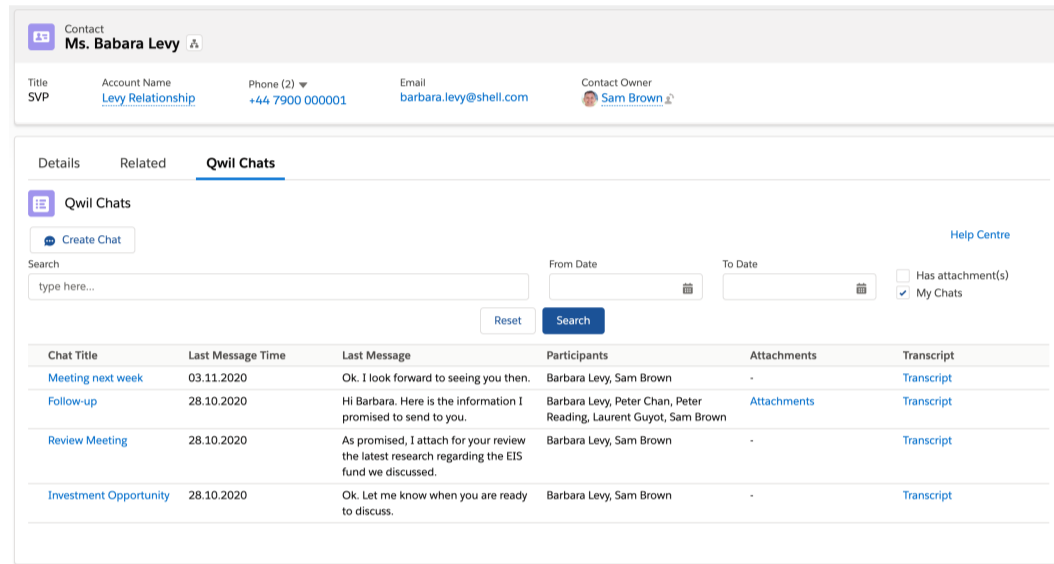 Contact
Ms. Babara Levy
Title Account Name Phone (2) Email Contact Owner
SVP Levy Relationship +44 7900 000001 barbara.levy@shell.com Sam Brown
Details Related Qwil Chats
Qwil Chats
Create Chat Help Centre
Search From Date To Date
Has attachment(s)
type here...
My Chats
Reset Search
Chat Title Last Message Time Last Message Participants Attachments Transcript
Meeting next week 03.11.2020 Ok. I look forward to seeing you then. Barbara Levy, Sam Brown - Transcript
Follow-up 28.10.2020 Hi Barbara. Here is the information I Barbara Levy, Peter Chan, Peter Attachments Transcript
promised to send to you. Reading, Laurent Guyot, Sam Brown
Review Meeting 28.10.2020 As promised, I attach for your review Barbara Levy, Sam Brown - Transcript
the latest research regarding the EIS
fund we discussed.
Investment Opportunity 28.10.2020 Ok. Let me know when you are ready Barbara Levy, Sam Brown - Transcript
to discuss.